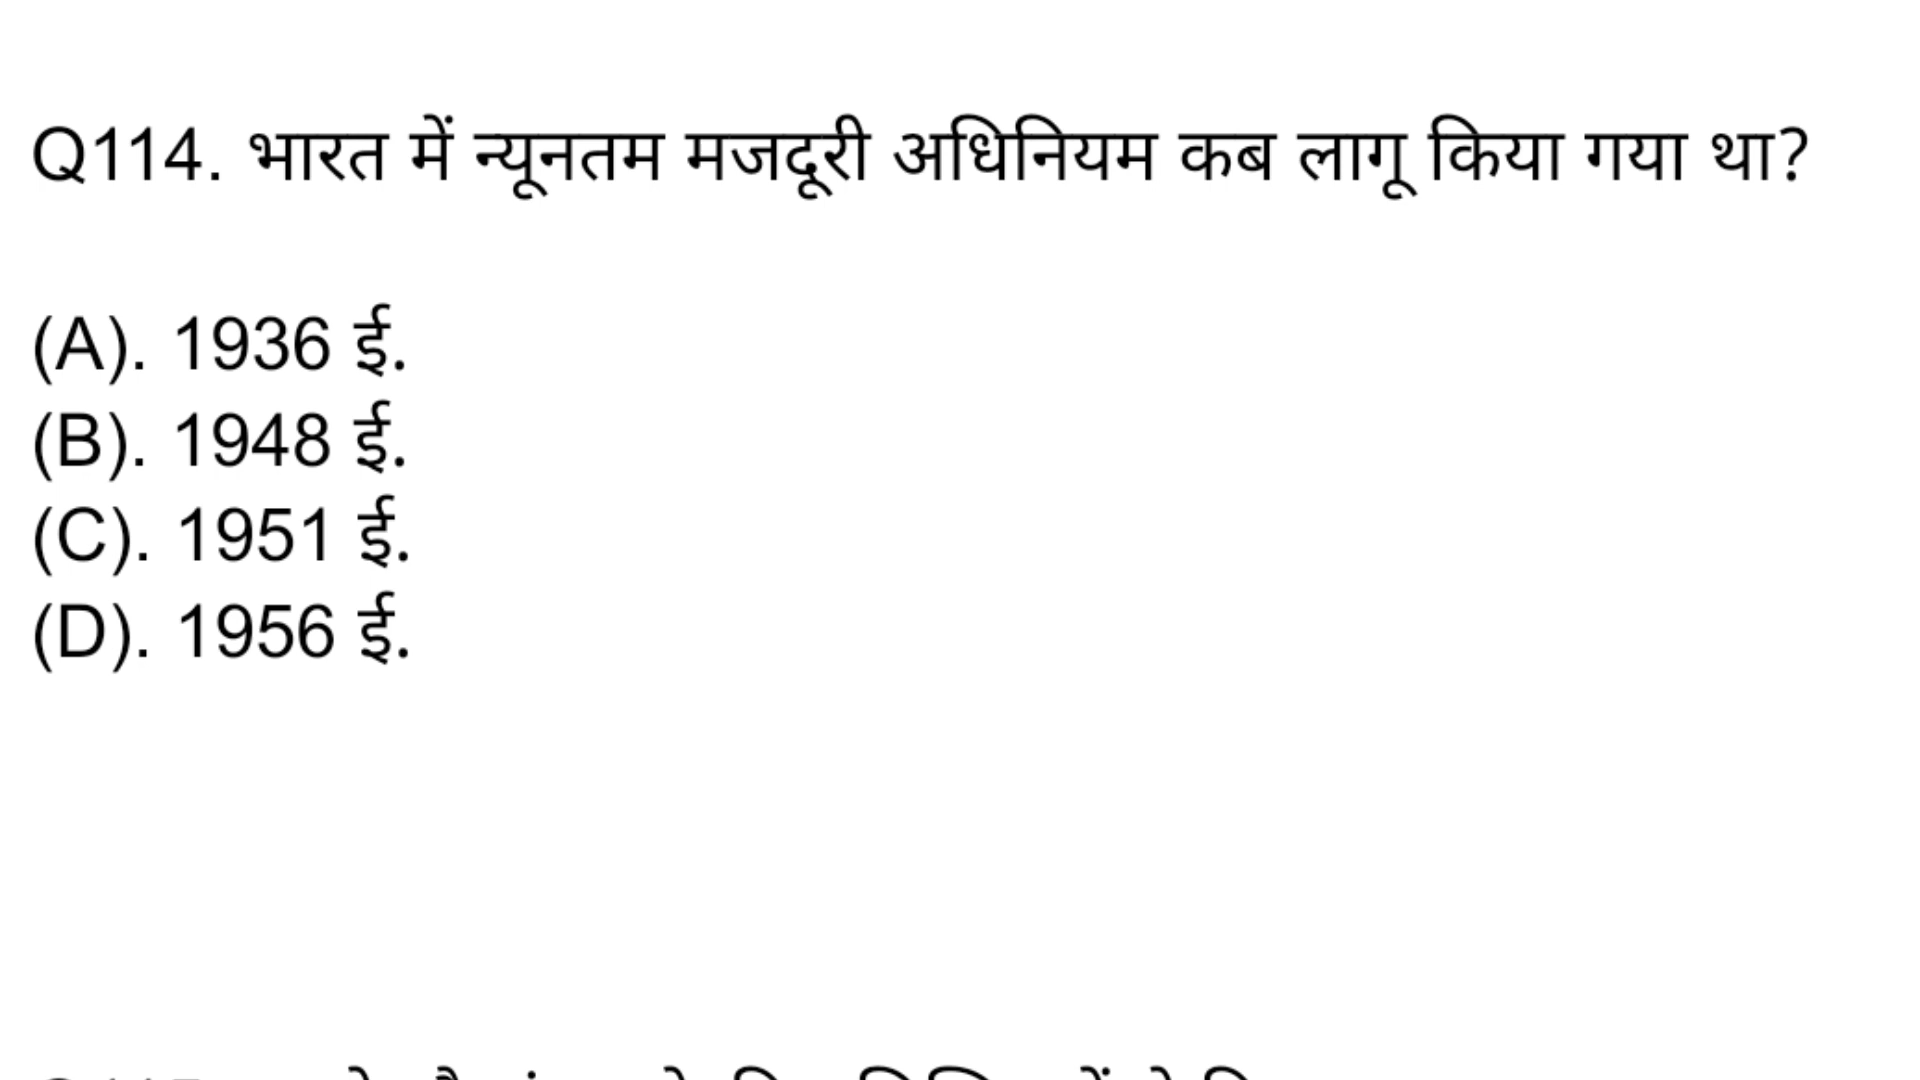 Q114. भारत में न्यूनतम मजदूरी अधिनियम कब लागू किया गया था?
(A). 1936 ई.
(B). 1948 ई.
(C). 1951 ई.
(D). 1956 ई.